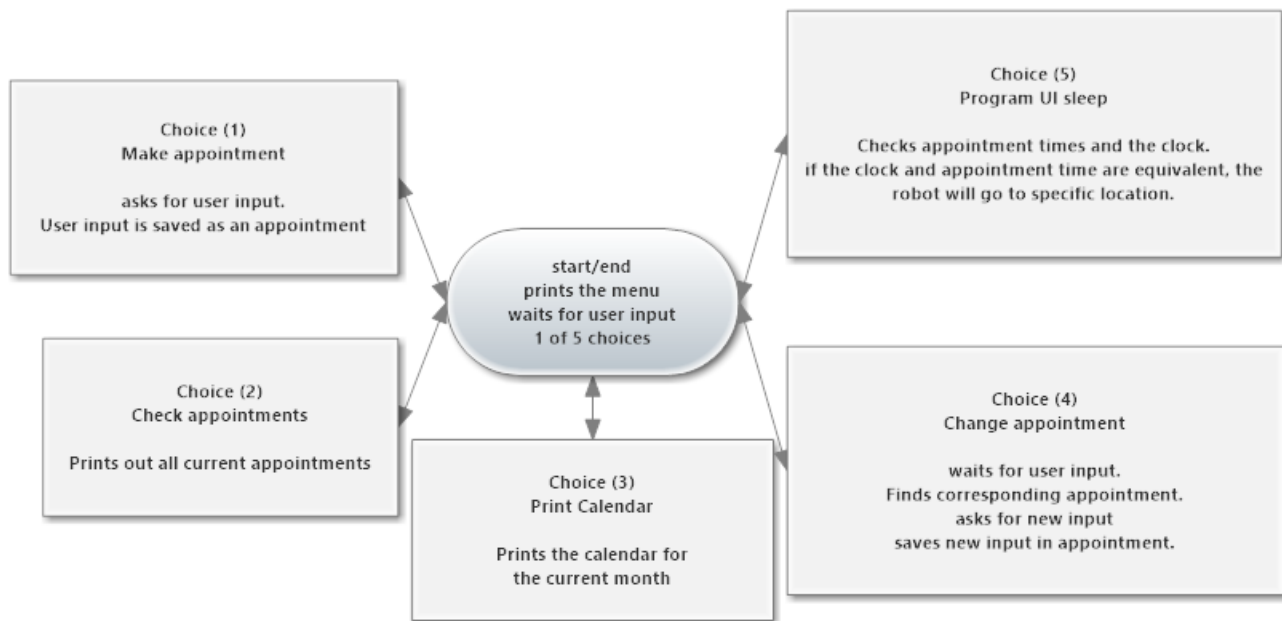 Choice (1)
Make appointment
asks for user input.
User input is saved as an appointment
Choice (2)
Check appointments
Prints out all current appointments
start/end
prints the menu
waits for user input
1 of 5 choices
Choice (3)
Print Calendar
Prints the calendar for
the current month
Choice (5)
Program UI sleep
Checks appointment times and the clock.
if the clock and appointment time are equivalent, the
robot will go to specific location.
Choice (4)
Change appointment
waits for user input.
Finds corresponding appointment.
asks for new input
saves new input in appointment.